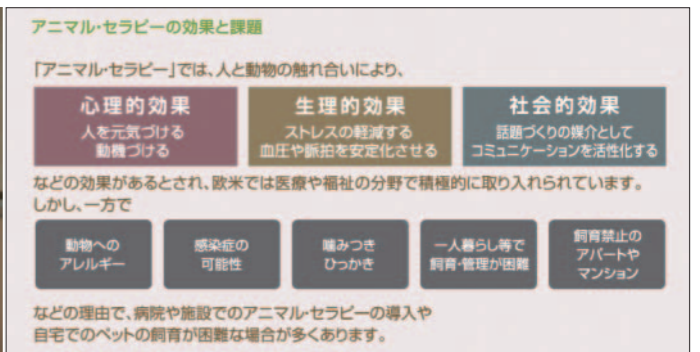 アニマル・セラピーの効果と課題
「アニマル・セラピー」では、人と動物の触れ合いにより、
心理的効果
人を元気づける
動機づける
生理的効果
ストレスの軽減する
血圧や脈拍を安定化させる
社会的効果
話題づくりの媒介として
コミュニケーションを活性化する
などの効果があるとされ、欧米では医療や福祉の分野で積極的に取り入れられています。
しかし、一方で
動物への
アレルギー
感染症の
可能性
噛みつき
ひっかき
一人暮らし等で
飼育・管理が困難
飼育禁止の
アパートや
マンション
などの理由で、病院や施設でのアニマル・セラピーの導入や
自宅でのペットの飼育が困難な場合が多くあります。